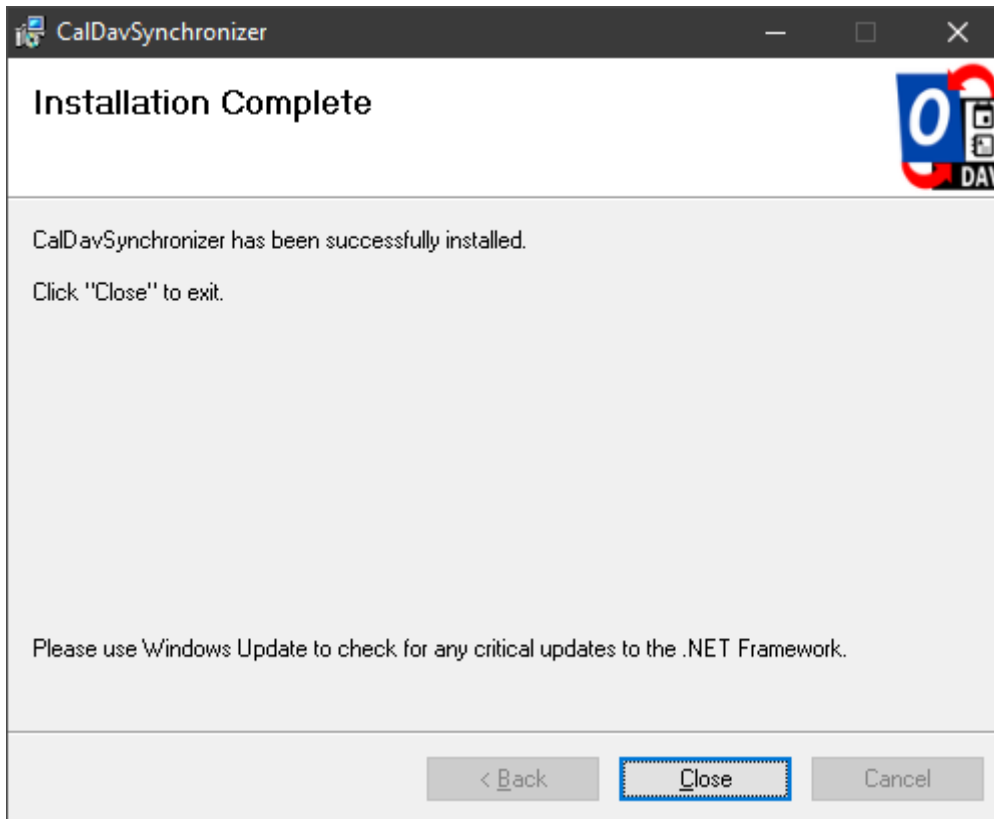 CalDavSynchronizer
Installation Complete
O
DAV
CalDavSynchronizer has been successfully installed.
Click "Close" to exit.
Please use Windows Update to check for any critical updates to the .NET Framework.
< Back
Close
Cancel